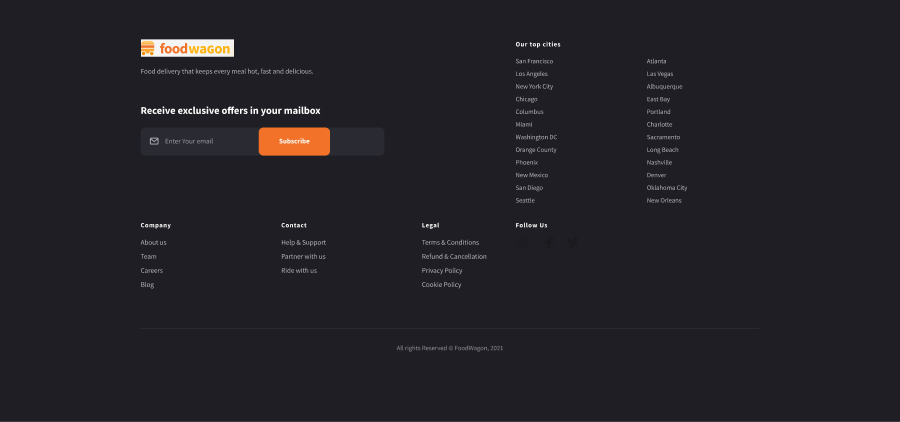 foodwagon
Food delivery that keeps every meal hot, fast and delicious.
Receive exclusive offers in your mailbox
Enter Your email
Subscribe
Our top cities
San Francisco
Los Angeles
New York City
Chicago
Columbus
Miami
Washington DC
Orange County
Phoenix
New Mexico
San Diego
Seattle
Atlanta
Las Vegas
Albuquerque
East Bay
Portland
Charlotte
Sacramento
Long Beach
Nashville
Denver
Oklahoma City
New Orleans
Company
About us
Team
Careers
Blog
Contact
Help & Support
Partner with us
Ride with us
Legal
Terms & Conditions
Refund & Cancellation
Privacy Policy
Cookie Policy
Follow Us
All rights Reserved © FoodWagon, 2021